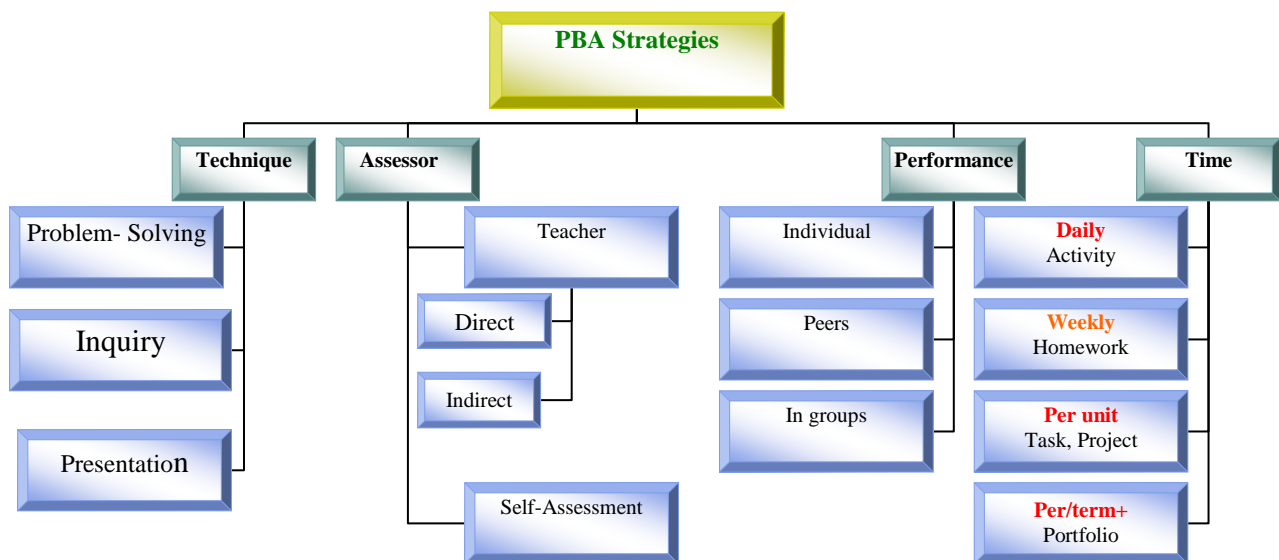 PBA Strategies
Technique
Assessor
Performance
Time
Problem- Solving
Inquiry
Presentation
Teacher
Direct
Indirect
Self-Assessment
Individual
Peers
In groups
Daily
Activity
Weekly
Homework
Per unit
Task, Project
Per/term+
Portfolio